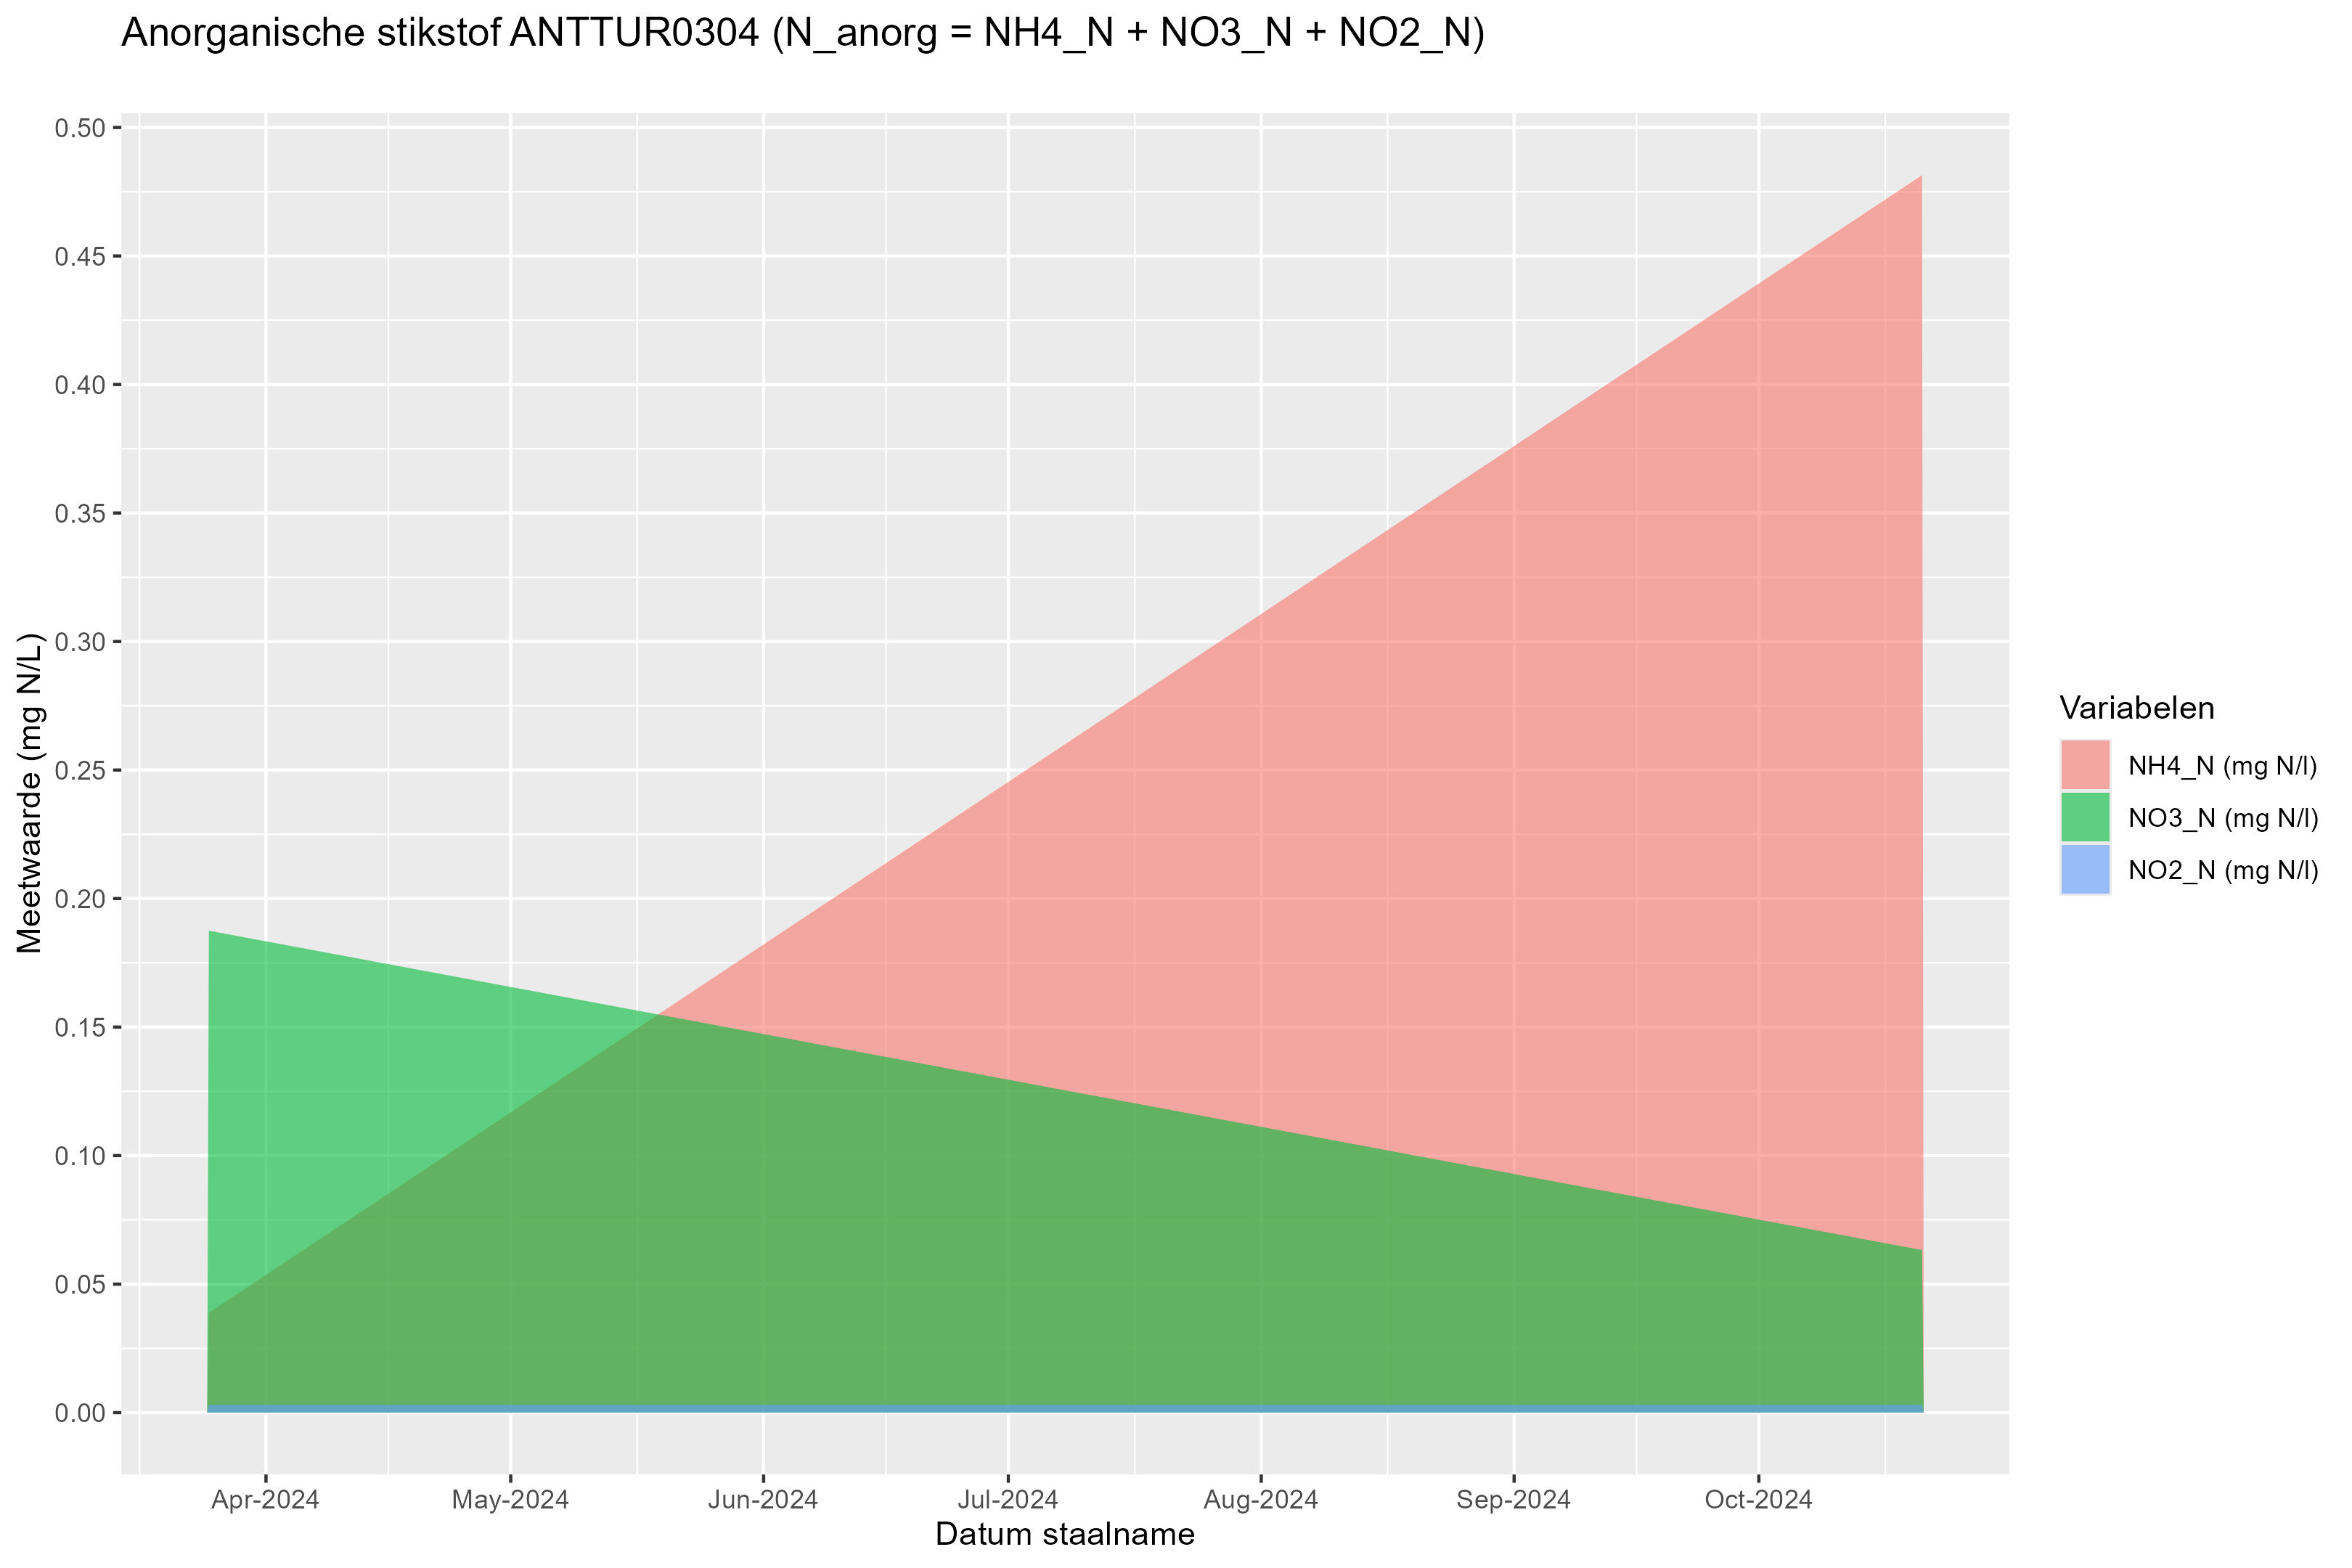 Anorganische stikstof ANTTUR0304 (N_anorg = NH4_N + NO3_N + NO2_N)
Meetwaarde (mg N/L)
0.50
0.45
0.40
0.35
0.30
0.25
0.20
0.15
0.10
0.05
0.00
Apr-2024
May-2024
Jun-2024
Jul-2024
Aug-2024
Sep-2024
Oct-2024
Datum staalname
Variabelen
NH4_N (mg N/l)
NO3_N (mg N/l)
NO2_N (mg N/l)